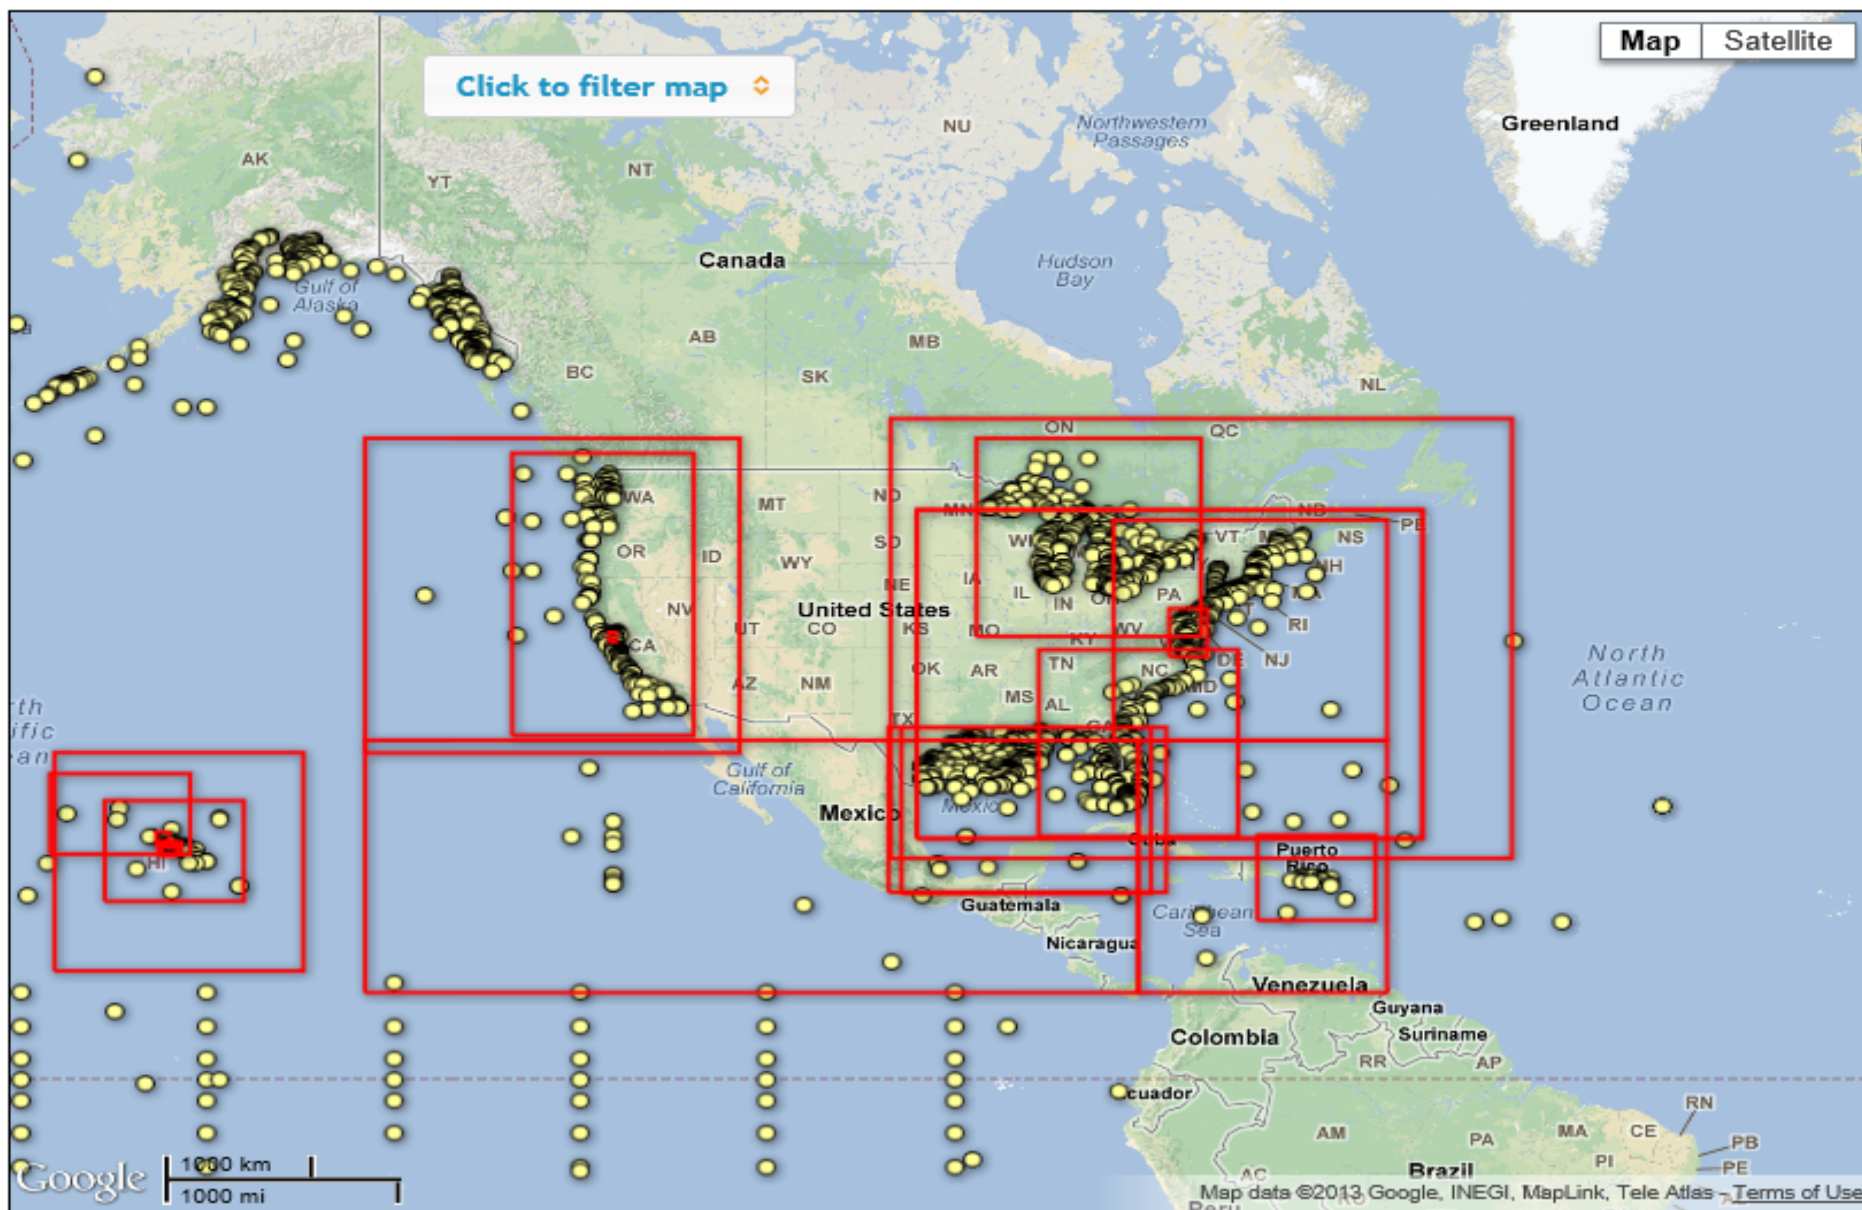 Map Satellite
Click to filter map
Greenland
NU
Northwestern
Passages
AK
YT
NT
Canada
Hudson
Bay
Gulf of
Alaska
AB
MB
BC
SK
NL
ON
QC
WA
MT
ND
MN
NB
PE
OR
ID
SD
VT
NS
WY
NE
IA
NH
IL
IN
PA
NV
United States
RI
UT
CO
KS
MO
KY
WV
CA
OK
AR
TN
NC
DE
NJ
AZ
NM
MS
AL
MD
TX
GA
North
Atlantic
Ocean
Gulf of
California
Mexico
Mexico
Cuba
HI
Puerto
Rico
Guatemala
Caribbean
Sea
Nicaragua
Venezuela
Guyana
Colombia
Suriname
RR
AP
Ecuador
RN
AM
PA
MA
CE
PB
PI
PE
AC
Brazil
Google
1000 km
1000 mi
Map data ©2013 Google, INEGI, MapLink, Tele Atlas - Terms of Use